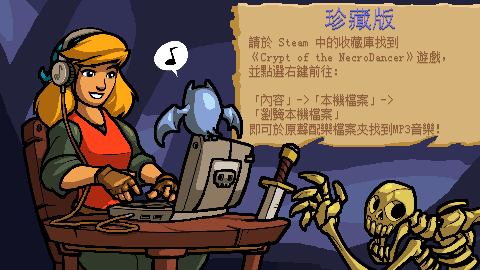 珍藏版
請於 Steam 中的收藏庫找到
《Crypt of the NecroDancer》遊戲，
並點選右鍵前往：
「內容」->「本機檔案」->
「瀏覽本機檔案」
即可於原聲配樂檔案夾找到MP3音樂！